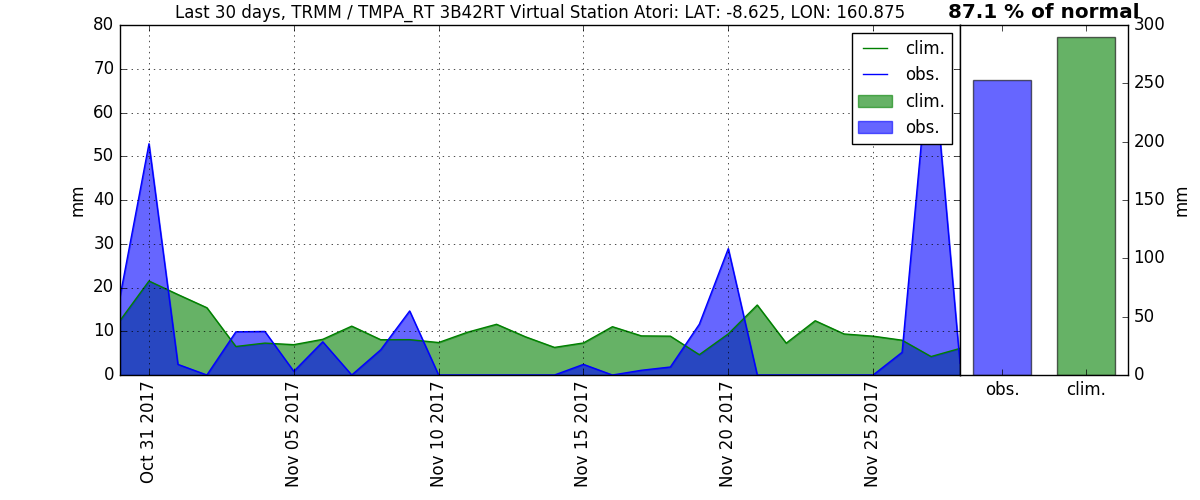 Last 30 days, TRMM / TMPA_RT 3B42RT Virtual Station Atori: LAT: -8.625, LON: 160.875
87.1 % of normal
80
70
60
50
40
30
20
10
0
mm
clim.
obs.
clim.
obs.
Oct 31 2017
Nov 05 2017
Nov 10 2017
Nov 15 2017
Nov 20 2017
Nov 25 2017
300
250
200
150
100
50
0
mm
obs.
clim.